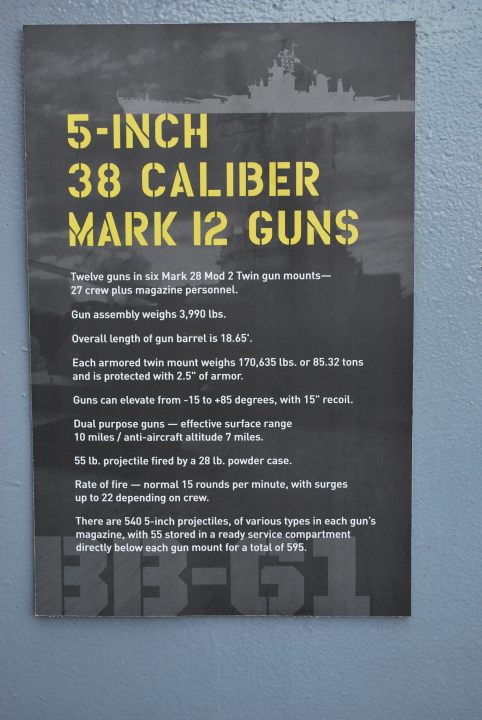 5-INCH
38 CALIBER
MARK 12 GUNS
Twelve guns in six Mark 28 Mod 2 Twin gun mounts—
27 crew plus magazine personnel.
Gun assembly weighs 3,990 lbs.
Overall length of gun barrel is 18.65'.
Each armored twin mount weighs 170,635 lbs. or 85.32 tons
and is protected with 2.5" of armor.
Guns can elevate from -15 to +85 degrees, with 15" recoil.
Dual purpose guns — effective surface range
10 miles / anti-aircraft altitude 7 miles.
55 lb. projectile fired by a 28 lb. powder case.
Rate of fire — normal 15 rounds per minute, with surges
up to 22 depending on crew.
There are 540 5-inch projectiles, of various types in each gun's
magazine, with 55 stored in a ready service compartment
directly below each gun mount for a total of 595.
BB-61